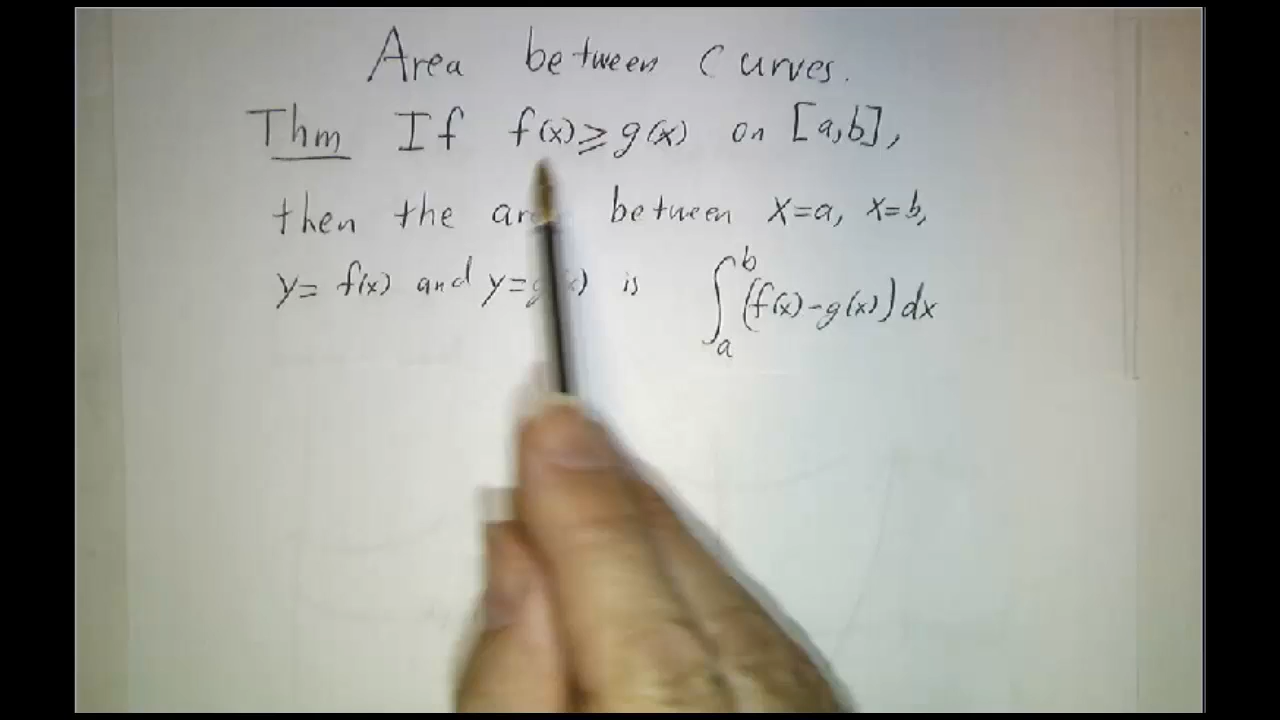 Area between Curves.
Thm If f(x) ≥ g(x) on [a,b],
then the between x=a, x=b,
y= f(x) and y= is ∫_a^b (f(x)-g(x)) dx